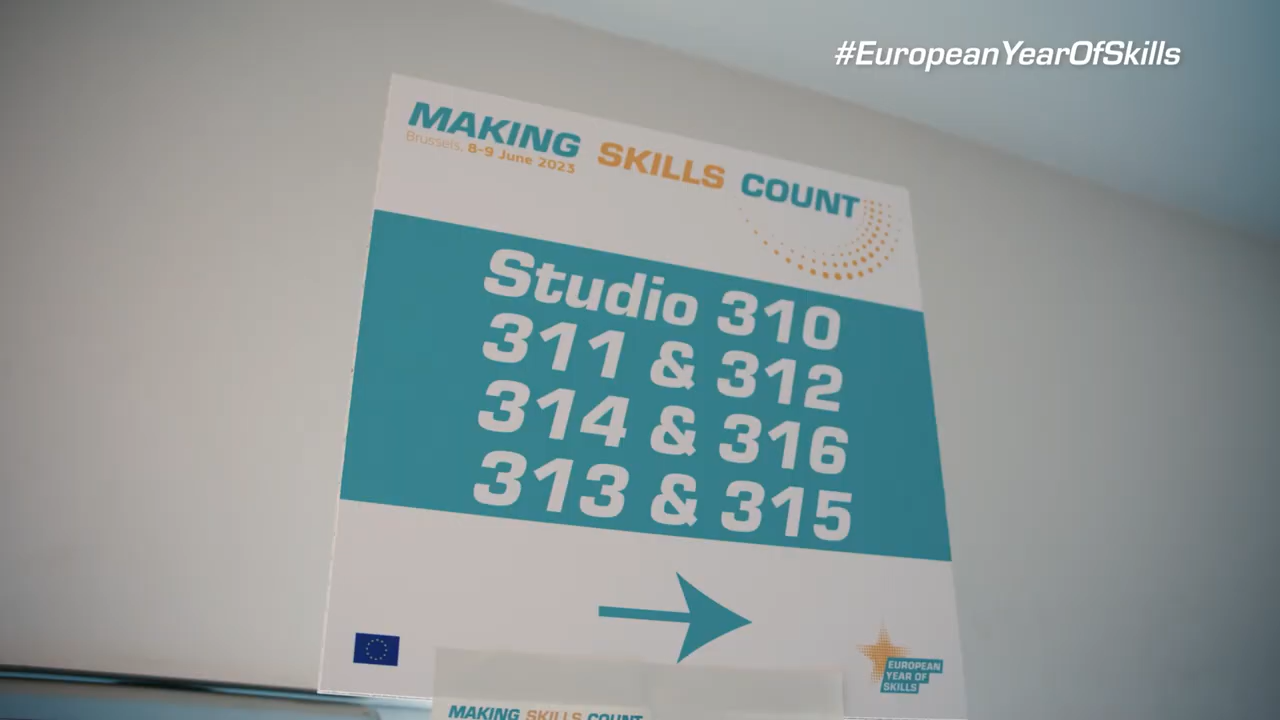 #EuropeanYearOfSkills
MAKING SKILLS COUNT
Brussels, 8-9 June 2023
Studio 310
311 & 312
314 & 316
313 & 315
EUROPEAN
YEAR OF
SKILLS
MAKING SKILLS COUNT